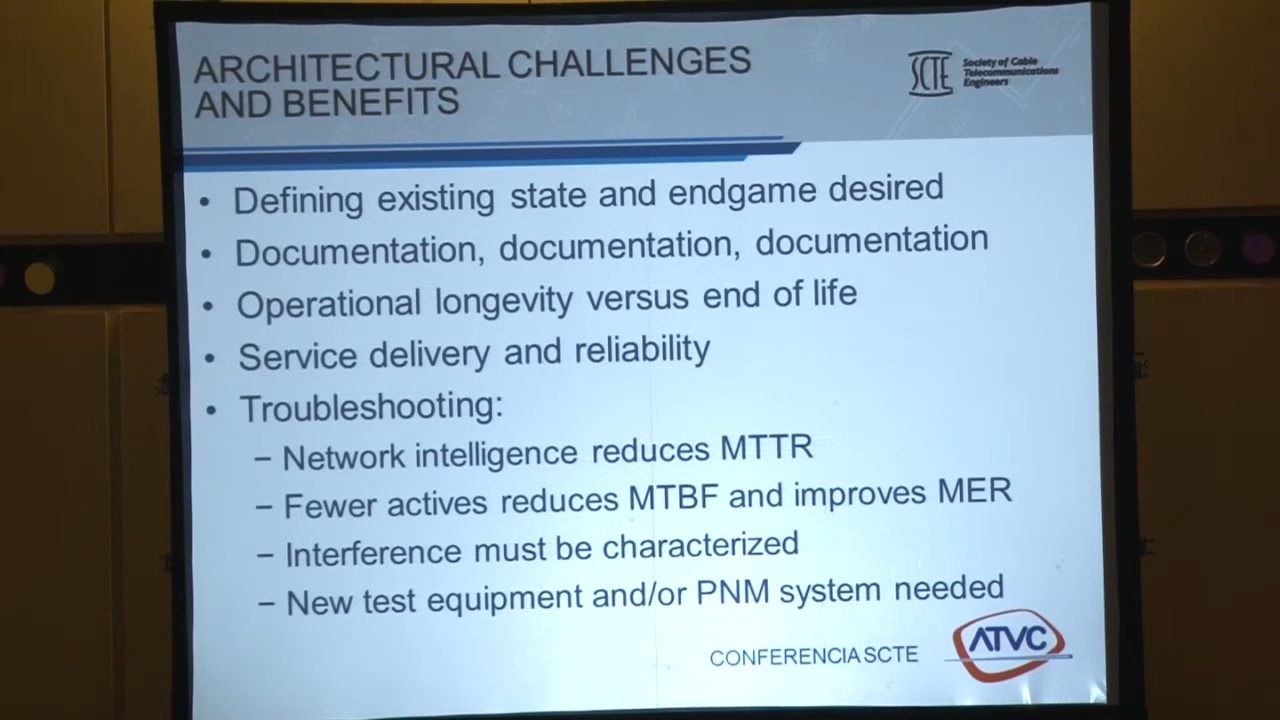 ARCHITECTURAL CHALLENGES
AND BENEFITS
SCTE
Society of Cable
Telecommunications
Engineers
• Defining existing state and endgame desired
• Documentation, documentation, documentation
• Operational longevity versus end of life
• Service delivery and reliability
• Troubleshooting:
– Network intelligence reduces MTTR
– Fewer actives reduces MTBF and improves MER
– Interference must be characterized
– New test equipment and/or PNM system needed
CONFERENCIA SCTE
ATVC